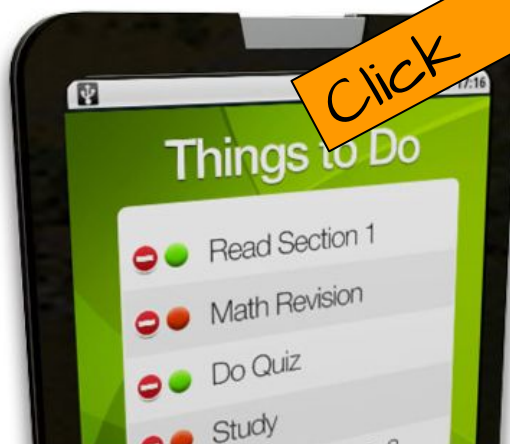 Click
17:16
Things to Do
Read Section 1
Math Revision
Do Quiz
Study